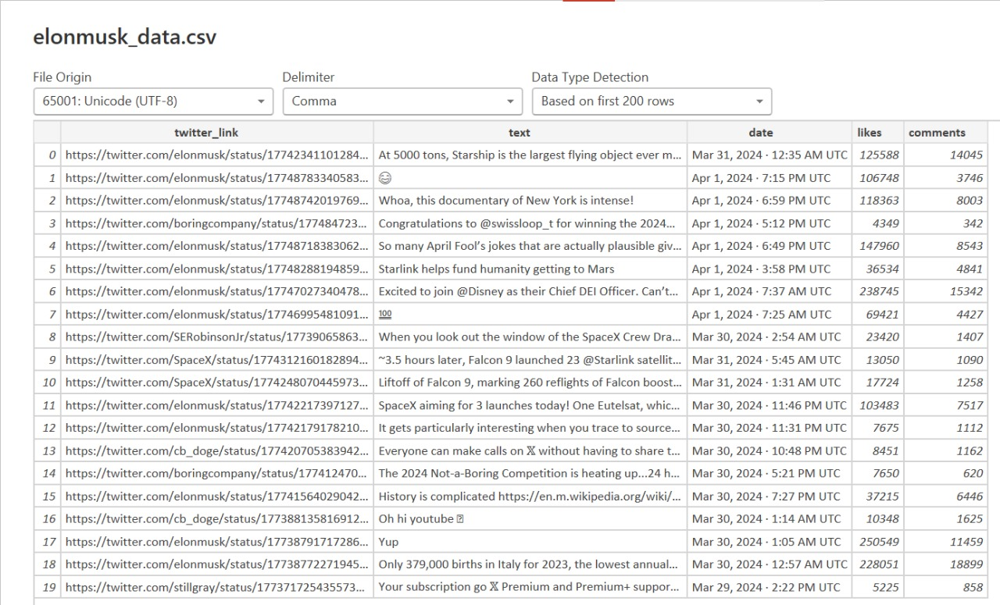 elonmusk_data.csv
File Origin Delimiter Data Type Detection
65001: Unicode (UTF-8) Comma Based on first 200 rows
twitter_link text date likes comments
0 https://twitter.com/elonmusk/status/17742341101284... At 5000 tons, Starship is the largest flying object ever m... Mar 31, 2024 · 12:35 AM UTC 125588 14045
1 https://twitter.com/elonmusk/status/17748783340583... 😂 Apr 1, 2024 · 7:15 PM UTC 106748 3746
2 https://twitter.com/elonmusk/status/17748742019769... Whoa, this documentary of New York is intense! Apr 1, 2024 · 6:59 PM UTC 118363 8003
3 https://twitter.com/boringcompany/status/177484723... Congratulations to @swissloop_t for winning the 2024... Apr 1, 2024 · 5:12 PM UTC 4349 342
4 https://twitter.com/elonmusk/status/17748718383062... So many April Fool’s jokes that are actually plausible giv... Apr 1, 2024 · 6:49 PM UTC 147960 8543
5 https://twitter.com/elonmusk/status/17748288194859... Starlink helps fund humanity getting to Mars Apr 1, 2024 · 3:58 PM UTC 36534 4841
6 https://twitter.com/elonmusk/status/17747027340478... Excited to join @Disney as their Chief DEI Officer. Can’t... Apr 1, 2024 · 7:37 AM UTC 238745 15342
7 https://twitter.com/elonmusk/status/17746995481091... 💯 Apr 1, 2024 · 7:25 AM UTC 69421 4427
8 https://twitter.com/SERobinsonJr/status/17739065863... When you look out the window of the SpaceX Crew Dra... Mar 30, 2024 · 2:54 AM UTC 23420 1407
9 https://twitter.com/SpaceX/status/1774312160182894... ~3.5 hours later, Falcon 9 launched 23 @Starlink satellit... Mar 31, 2024 · 5:45 AM UTC 13050 1090
10 https://twitter.com/SpaceX/status/1774248070445973... Liftoff of Falcon 9, marking 260 reflights of Falcon boost... Mar 31, 2024 · 1:31 AM UTC 17724 1258
11 https://twitter.com/elonmusk/status/17742217397127... SpaceX aiming for 3 launches today! One Eutelsat, whic... Mar 30, 2024 · 11:46 PM UTC 103483 7517
12 https://twitter.com/elonmusk/status/17742179178210... It gets particularly interesting when you trace to source... Mar 30, 2024 · 11:31 PM UTC 7675 1112
13 https://twitter.com/cb_doge/status/177420705383942... Everyone can make calls on 𝕏 without having to share t... Mar 30, 2024 · 10:48 PM UTC 8451 1162
14 https://twitter.com/boringcompany/status/177412470... The 2024 Not-a-Boring Competition is heating up...24 h... Mar 30, 2024 · 5:21 PM UTC 7650 620
15 https://twitter.com/elonmusk/status/17741564029042... History is complicated https://en.m.wikipedia.org/wiki/... Mar 30, 2024 · 7:27 PM UTC 37215 6446
16 https://twitter.com/cb_doge/status/177388135816912... Oh hi youtube Mar 30, 2024 · 1:14 AM UTC 10348 1625
17 https://twitter.com/elonmusk/status/17738791717286... Yup Mar 30, 2024 · 1:05 AM UTC 250549 11459
18 https://twitter.com/elonmusk/status/17738772271945... Only 379,000 births in Italy for 2023, the lowest annual... Mar 30, 2024 · 12:57 AM UTC 228051 18899
19 https://twitter.com/stillgray/status/177371725435573... Your subscription go 𝕏 Premium and Premium+ suppor... Mar 29, 2024 · 2:22 PM UTC 5225 858